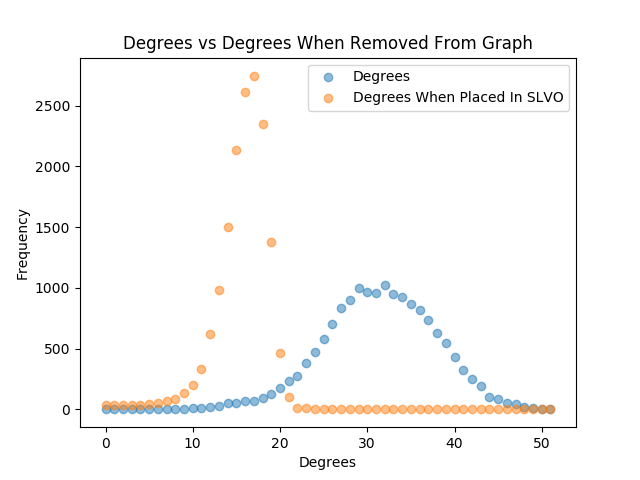 Degrees vs Degrees When Removed From Graph
Degrees
Degrees When Placed In SLVO
Frequency
2500
2000
1500
1000
500
0
0 10 20 30 40 50
Degrees